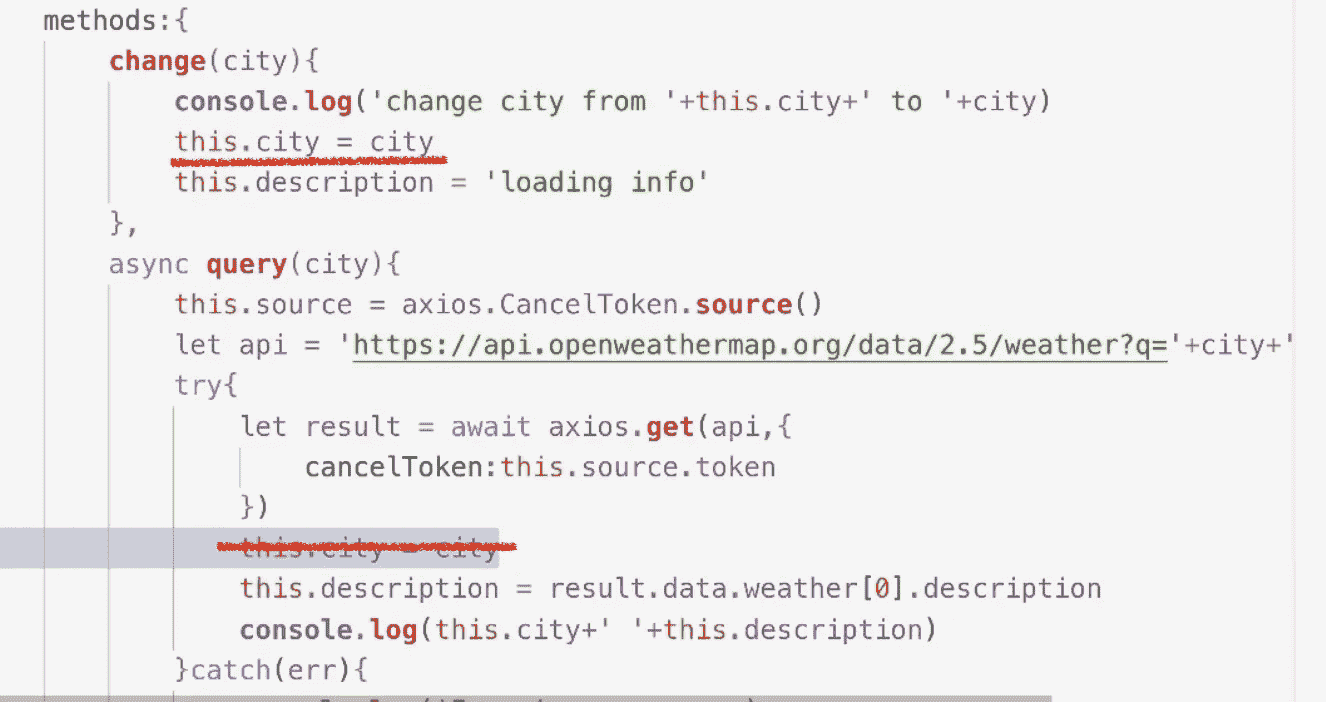 methods:{
change(city){
console.log('change city from '+this.city+' to '+city)
this.city = city
this.description = 'loading info'
},
async query(city){
this.source = axios.CancelToken.source()
let api = 'https://api.openweathermap.org/data/2.5/weather?q='+city+'
try{
let result = await axios.get(api,{
cancelToken:this.source.token
})
this.city = city
this.description = result.data.weather[0].description
console.log(this.city+' '+this.description)
}catch(err){